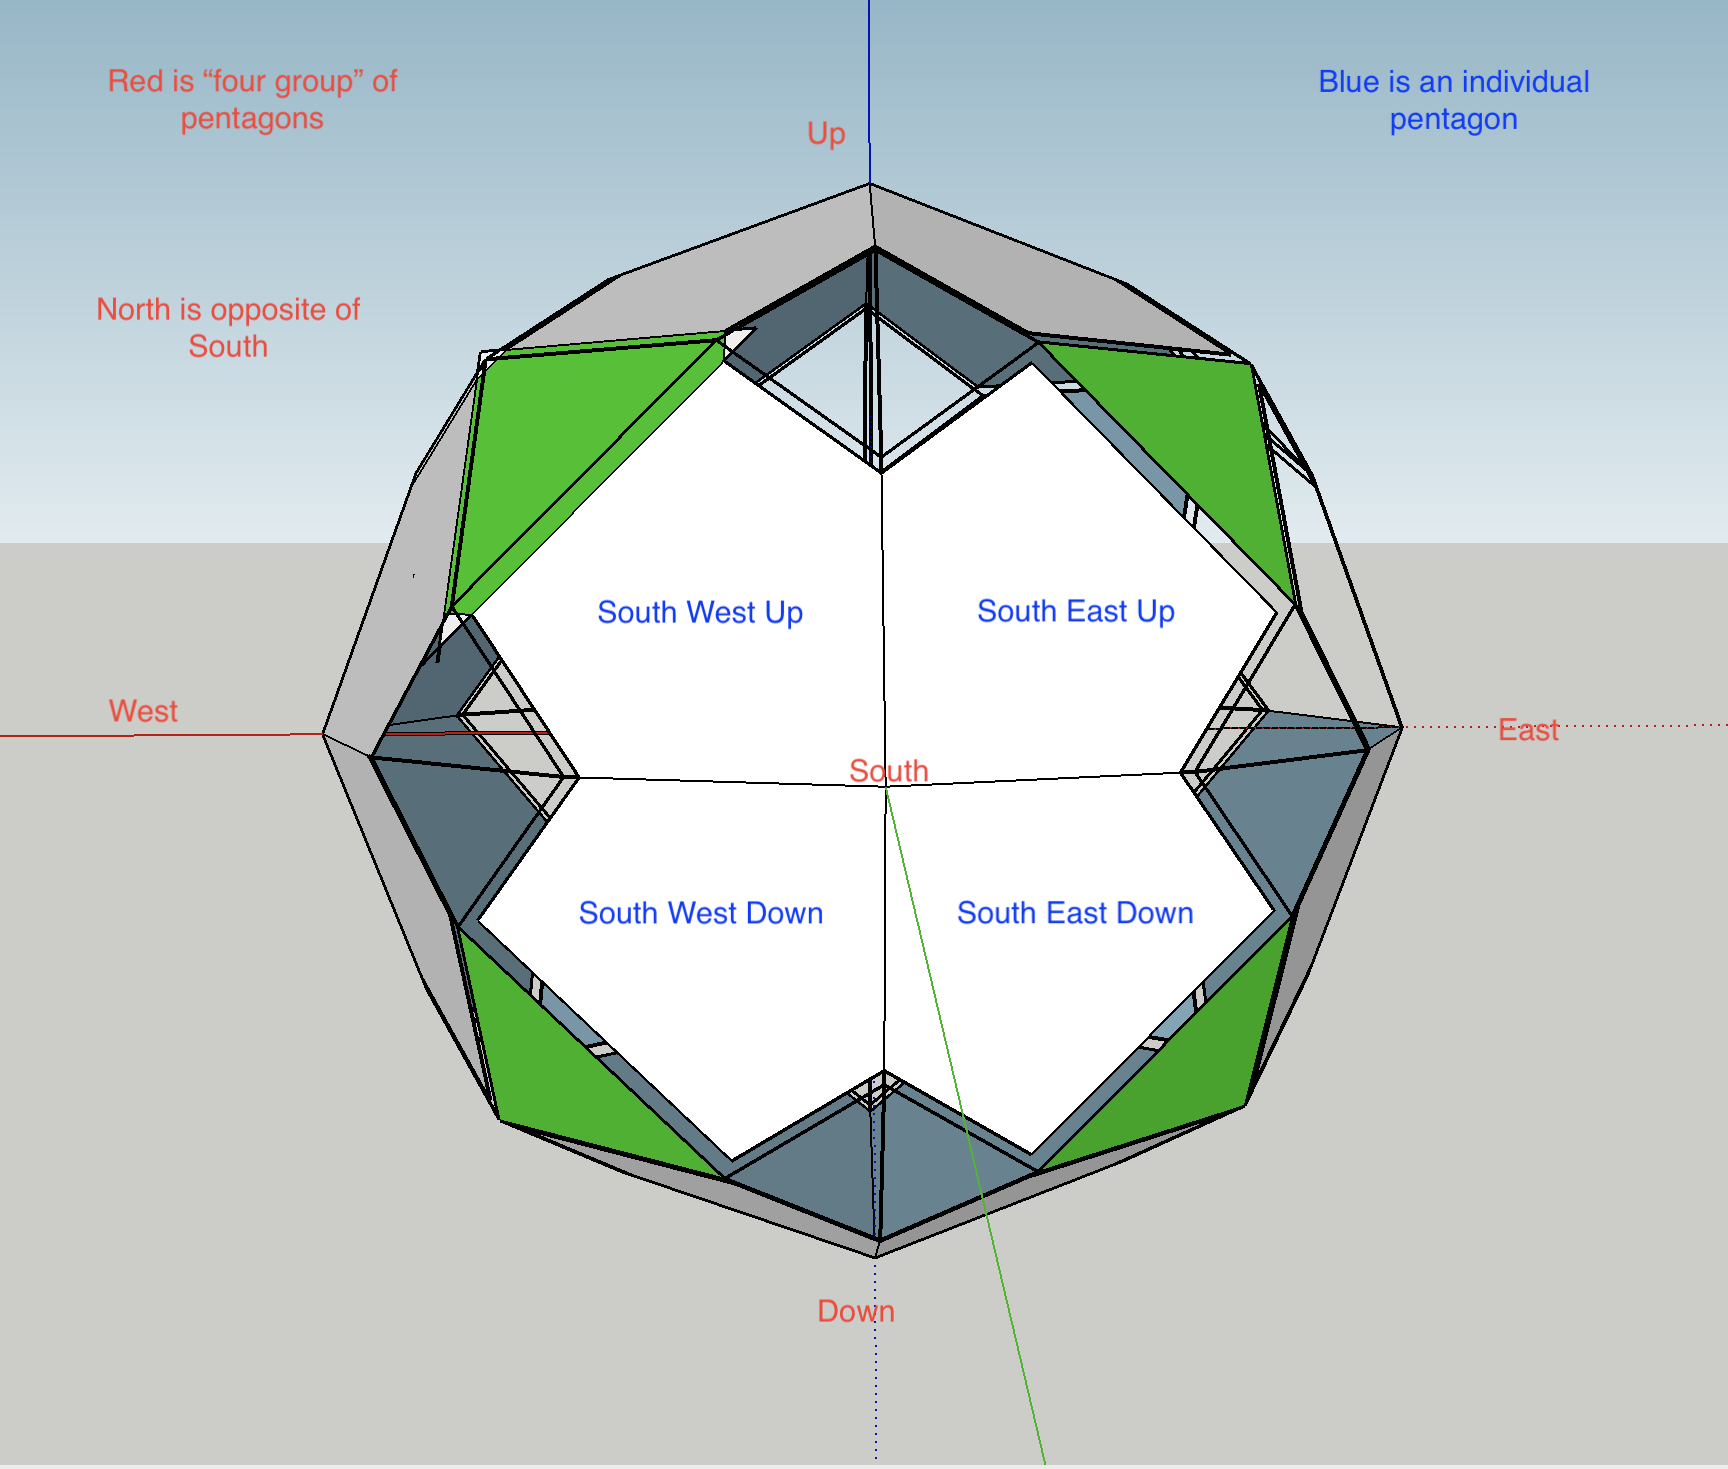 Red is “four group” of
pentagons
Blue is an individual
pentagon
Up
North is opposite of
South
South West Up
South East Up
West
East
South
South West Down
South East Down
Down